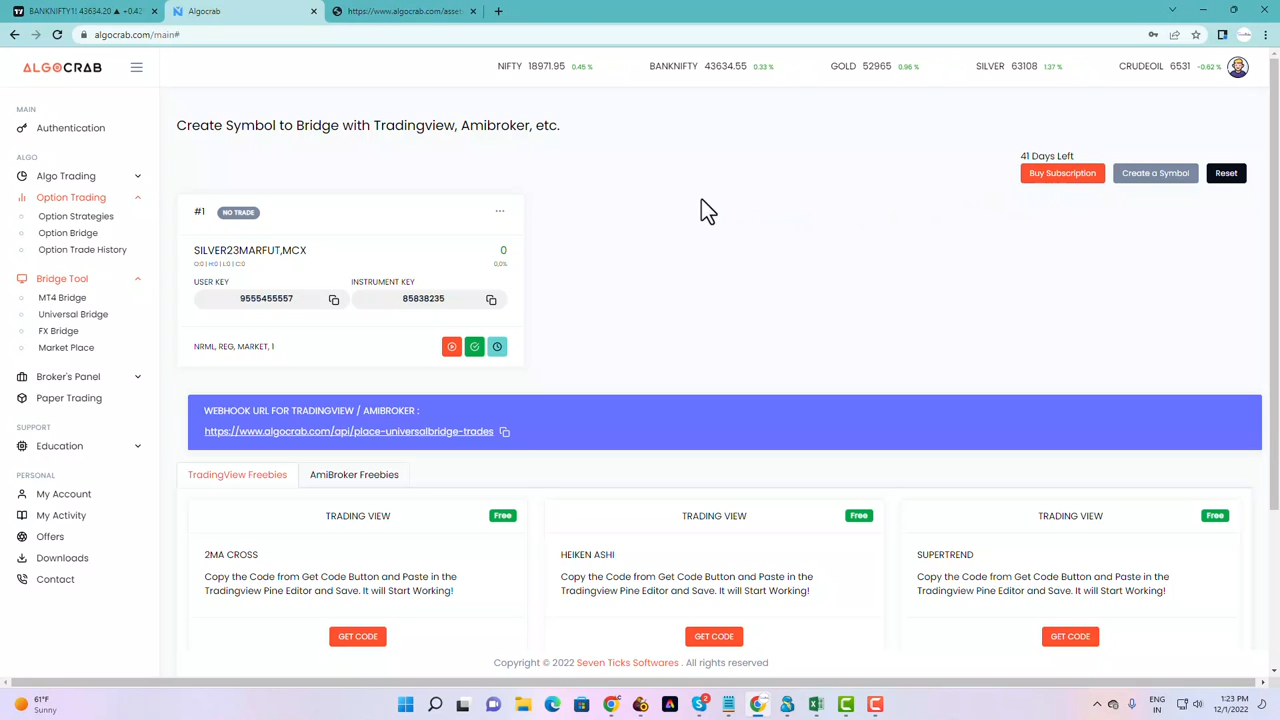 BANKNIFTY1! 43634.20 ▲ +0.42
Algocrab
https://www.algocrab.com/asset
algocrab.com/main#
ALGOCRAB
NIFTY 18971.95 0.45 %
BANKNIFTY 43634.55 0.33 %
GOLD 52965 0.96 %
SILVER 63108 1.37 %
CRUDEOIL 6531 -0.62 %
MAIN
Authentication
ALGO
Algo Trading
Option Trading
Option Strategies
Option Bridge
Option Trade History
Bridge Tool
MT4 Bridge
Universal Bridge
FX Bridge
Market Place
Broker's Panel
Paper Trading
SUPPORT
Education
PERSONAL
My Account
My Activity
Offers
Downloads
Contact
Create Symbol to Bridge with Tradingview, Amibroker, etc.
41 Days Left
Buy Subscription
Create a Symbol
Reset
#1 NO TRADE ...
SILVER23MARFUT,MCX 0
O:0 | H:0 | L:0 | C:0 0.0%
USER KEY INSTRUMENT KEY
9555455557 85838235
NRML, REG, MARKET, 1
WEBHOOK URL FOR TRADINGVIEW / AMIBROKER :
https://www.algocrab.com/api/place-universalbridge-trades
TradingView Freebies AmiBroker Freebies
TRADING VIEW Free
2MA CROSS
Copy the Code from Get Code Button and Paste in the
Tradingview Pine Editor and Save. It will Start Working!
GET CODE
TRADING VIEW Free
HEIKEN ASHI
Copy the Code from Get Code Button and Paste in the
Tradingview Pine Editor and Save. It will Start Working!
GET CODE
TRADING VIEW Free
SUPERTREND
Copy the Code from Get Code Button and Paste in the
Tradingview Pine Editor and Save. It will Start Working!
GET CODE
Copyright © 2022 Seven Ticks Softwares . All rights reserved
61°F
Sunny
2
ENG
IN
1:23 PM
12/1/2022